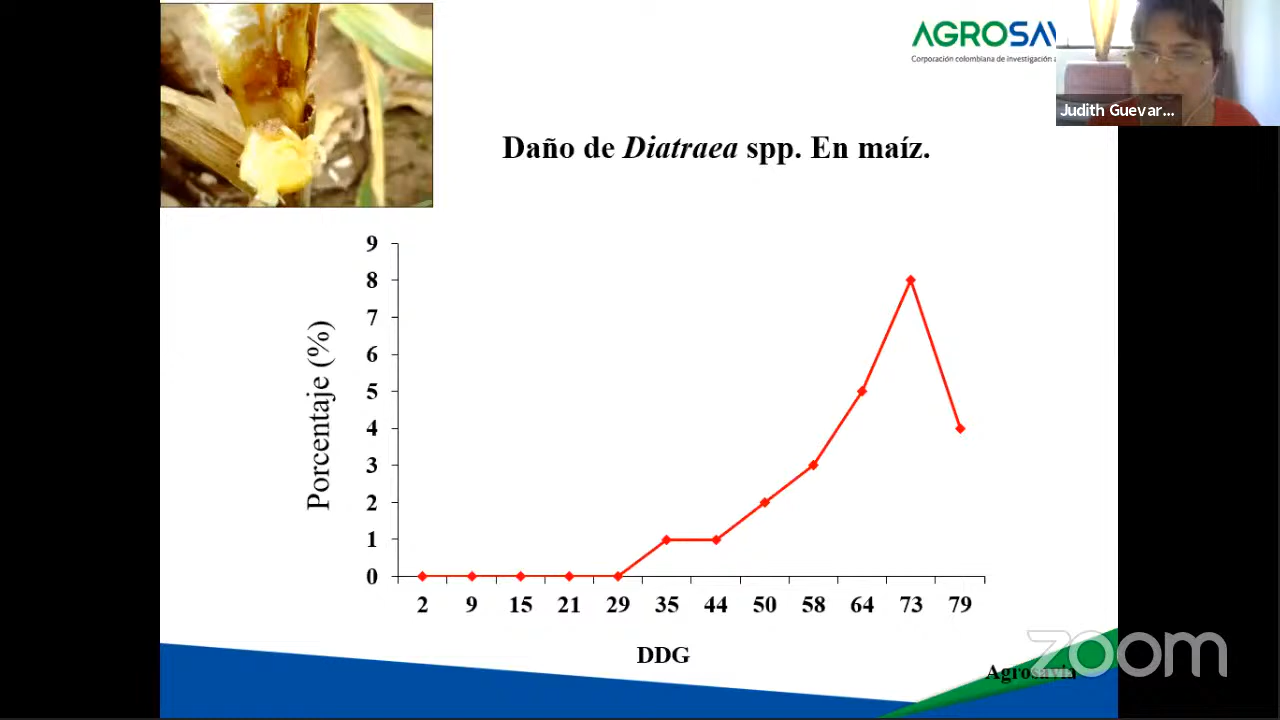 AGROSAV
Corporación colombiana de investigación a
Judith Guevar...
Daño de Diatraea spp. En maíz.
Porcentaje (%)
9
8
7
6
5
4
3
2
1
0
2 9 15 21 29 35 44 50 58 64 73 79
DDG
Agrosavia
zoom